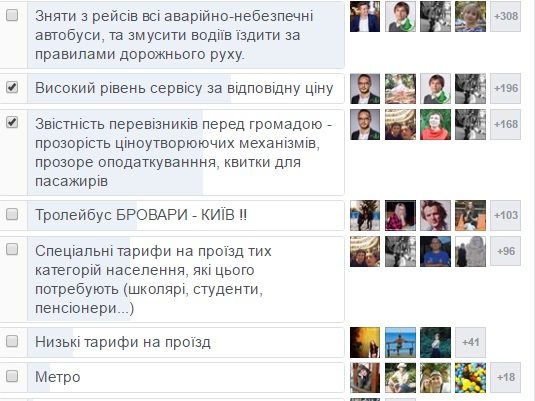 Зняти з рейсів всі аварійно-небезпечні
автобуси, та змусити водіїв їздити за
правилами дорожнього руху.
+308
Високий рівень сервісу за відповідну ціну
+196
Звістність перевізників перед громадою -
прозорість ціноутворюючих механізмів,
прозоре оподаткуванння, квитки для
пасажирів
+168
Тролейбус БРОВАРИ - КИЇВ !!
+103
Спеціальні тарифи на проїзд тих
категорій населення, які цього
потребують (школярі, студенти,
пенсіонери...)
+96
Низькі тарифи на проїзд
+41
Метро
+18